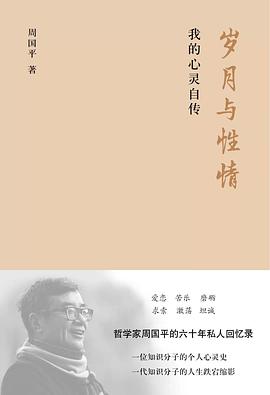 岁月与性情
我的心灵自传
周国平 著
爱恋 苦乐 磨砺
求索 激荡 坦诚
哲学家周国平的六十年私人回忆录
一位知识分子的个人心灵史
一代知识分子的人生跌宕缩影